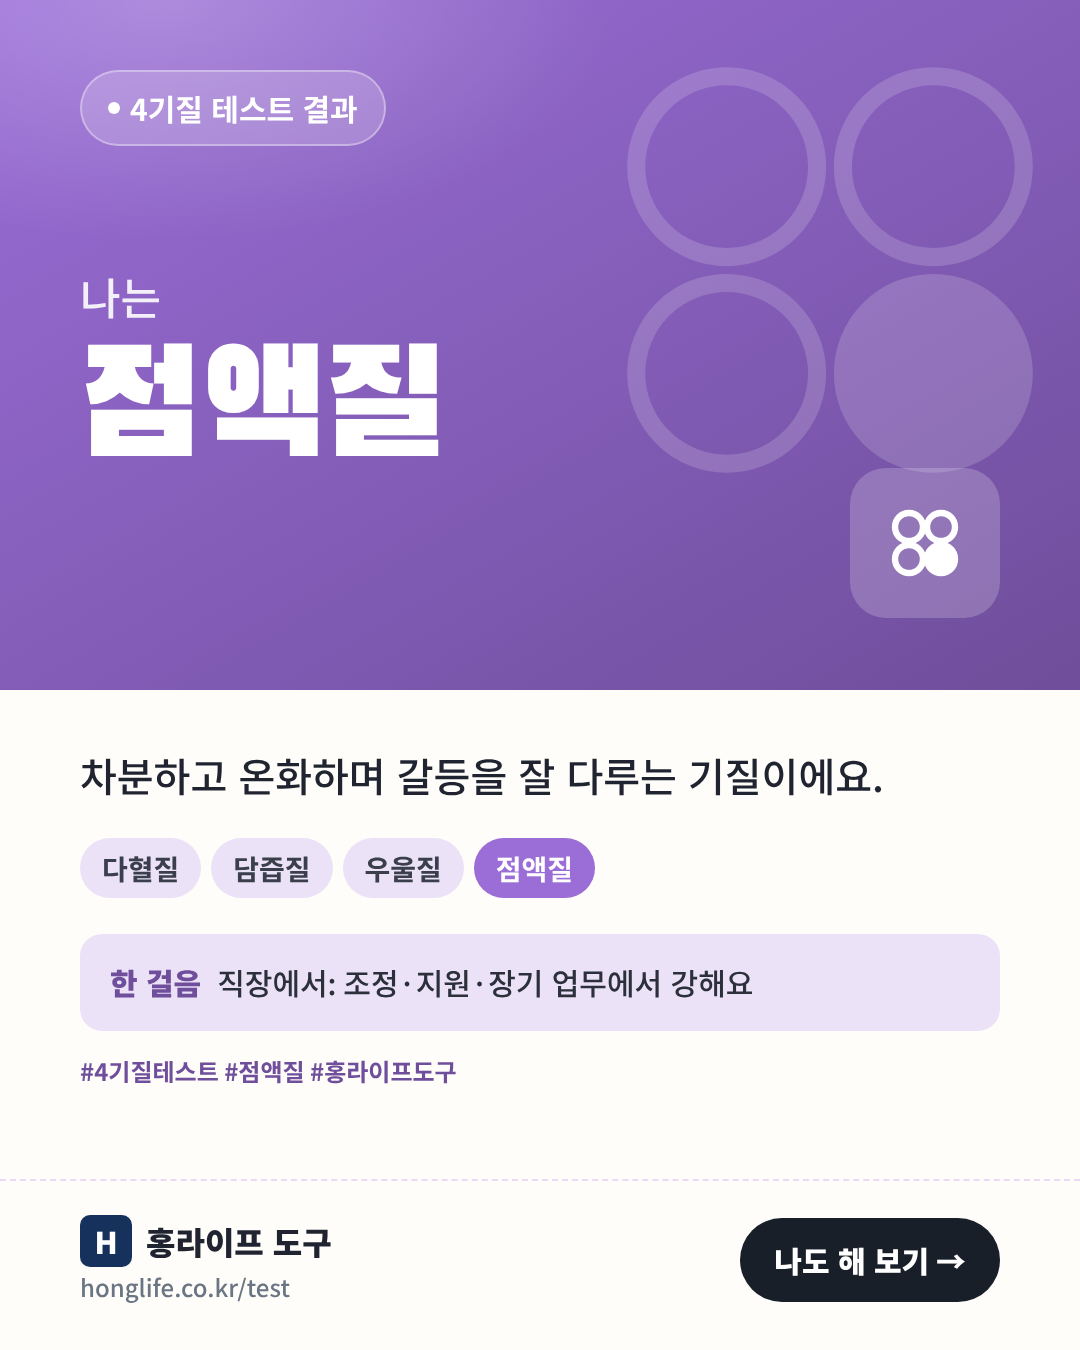 4기질 테스트 결과
나는
점액질
차분하고 온화하며 갈등을 잘 다루는 기질이에요.
다혈질 담즙질 우울질 점액질
한 걸음 직장에서: 조정·지원·장기 업무에서 강해요
#4기질테스트 #점액질 #홍라이프도구
H 홍라이프 도구
honglife.co.kr/test
나도 해 보기 →